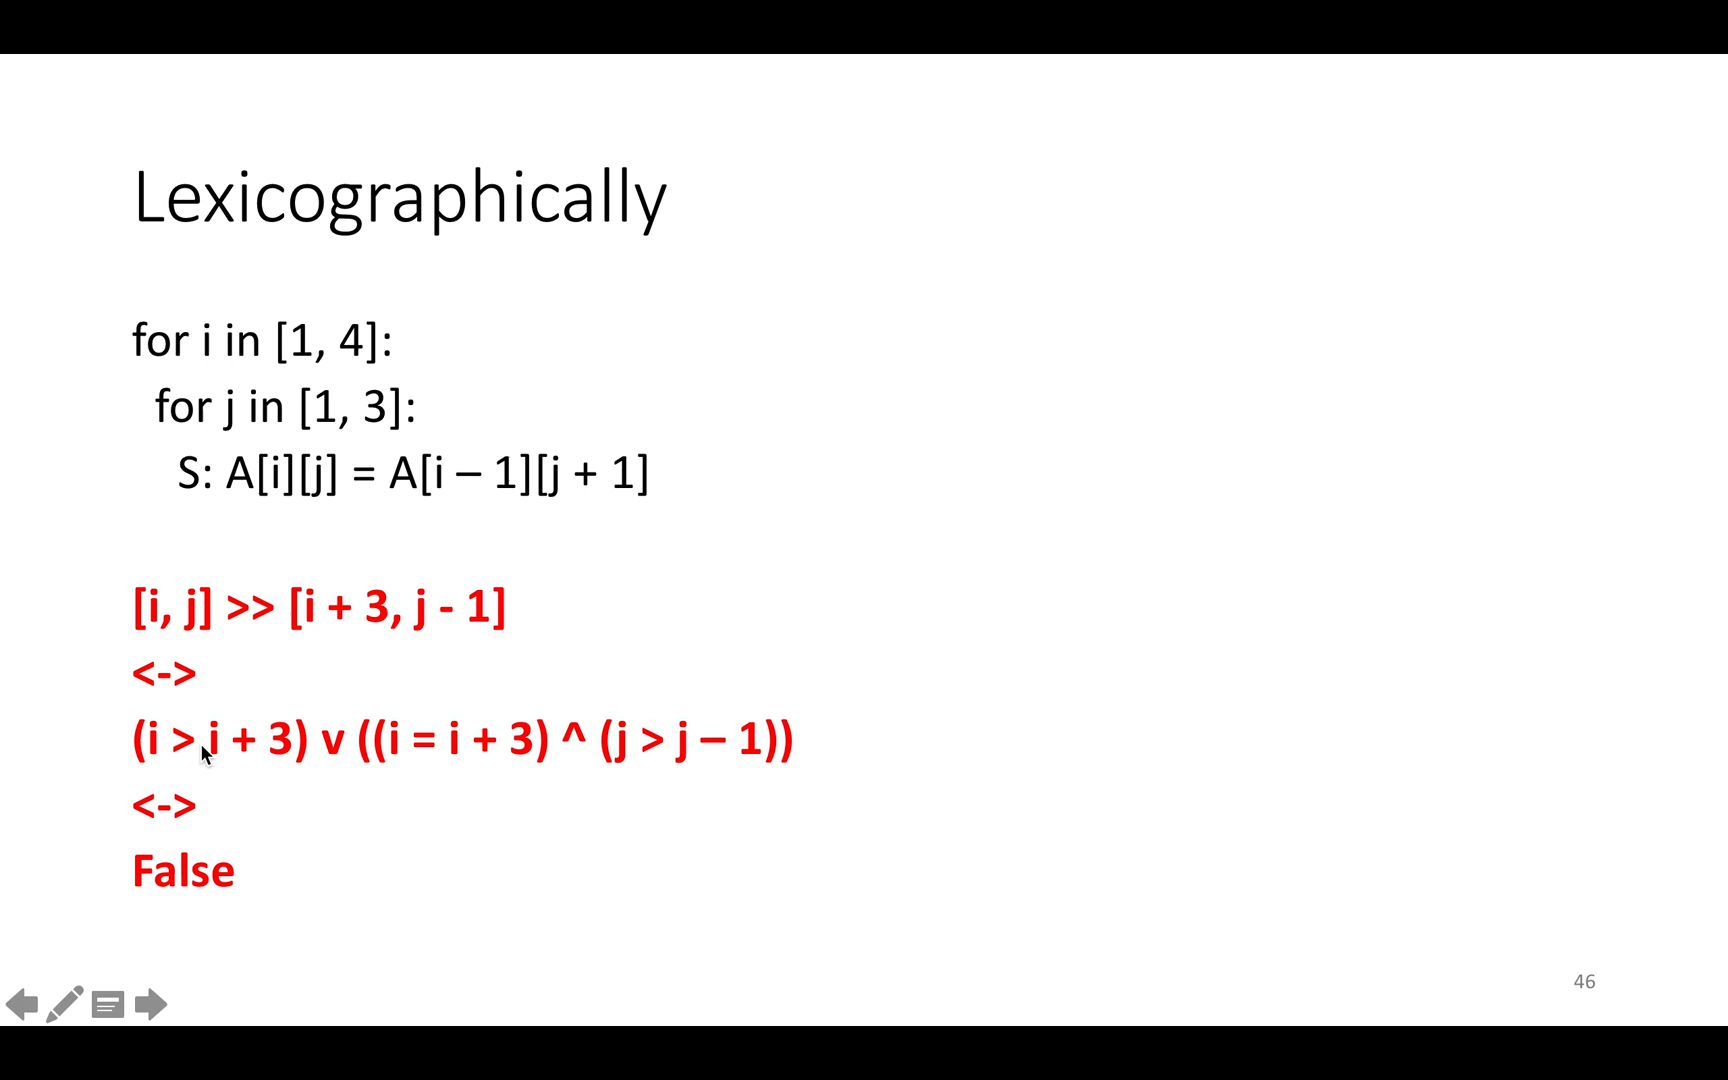 Lexicographically
for i in [1, 4]:
for j in [1, 3]:
S: A[i][j] = A[i – 1][j + 1]
[i, j] >> [i + 3, j - 1]
<->
(i > i + 3) v ((i = i + 3) ^ (j > j – 1))
<->
False
46